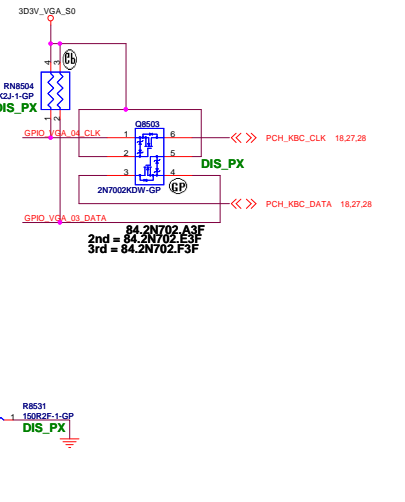 3D3V_VGA_S0
4
3
RN8504
K2J-1-GP
DIS_PX
1
2
GPIO_VGA_04_CLK
Q8503
1
6
PCH_KBC_CLK 18,27,28
2
5
DIS_PX
3
4
2N7002KDW-GP
GP
PCH_KBC_DATA 18,27,28
GPIO_VGA_03_DATA
84.2N702.A3F
2nd = 84.2N702.E3F
3rd = 84.2N702.F3F
R8531
1 150R2F-1-GP
DIS_PX